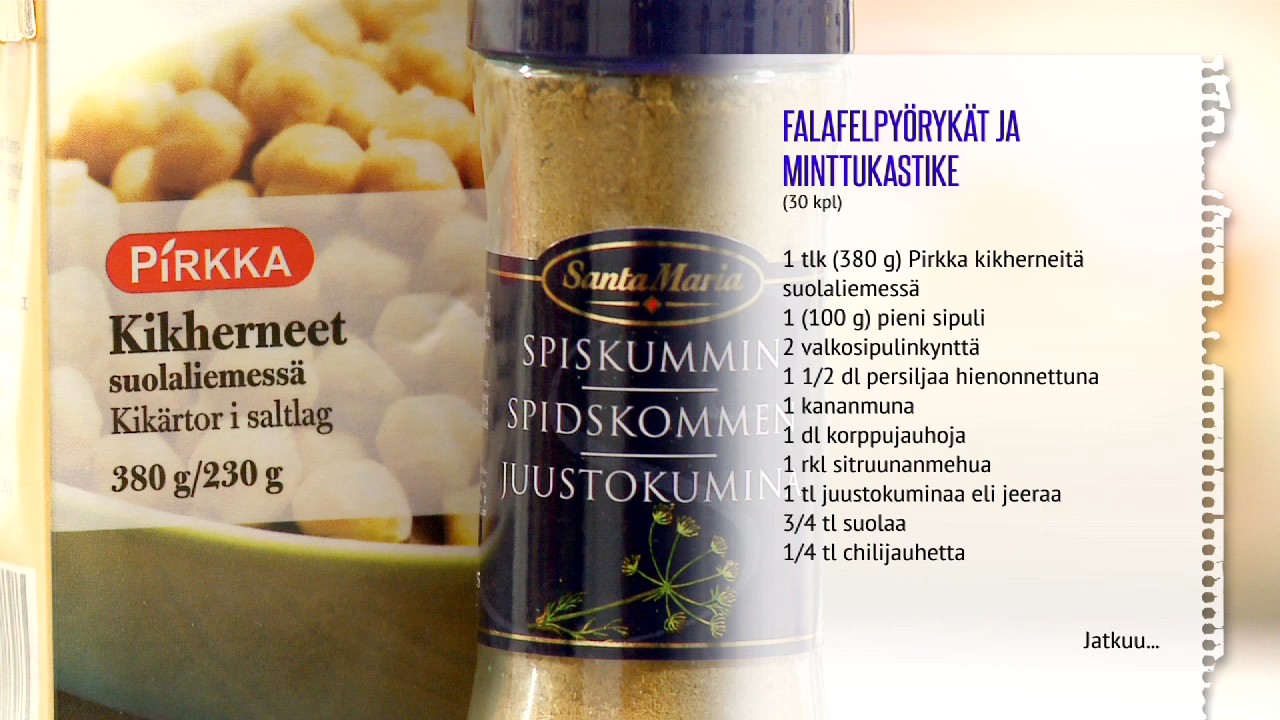 PIRKKA
Kikherneet
suolaliemessä
Kikärtor i saltlag
380 g/230 g
Santa Maria
SPISKUMMIN
SPIDSKOMMEN
JUUSTOKUMINA
FALAFELPYÖRYKÄT JA
MINTTUKASTIKE
(30 kpl)
1 tlk (380 g) Pirkka kikherneitä
suolaliemessä
1 (100 g) pieni sipuli
2 valkosipulinkynttä
1 1/2 dl persiljaa hienonnettuna
1 kananmuna
1 dl korppujauhoja
1 rkl sitruunanmehua
1 tl juustokuminaa eli jeeraa
3/4 tl suolaa
1/4 tl chilijauhetta
Jatkuu...